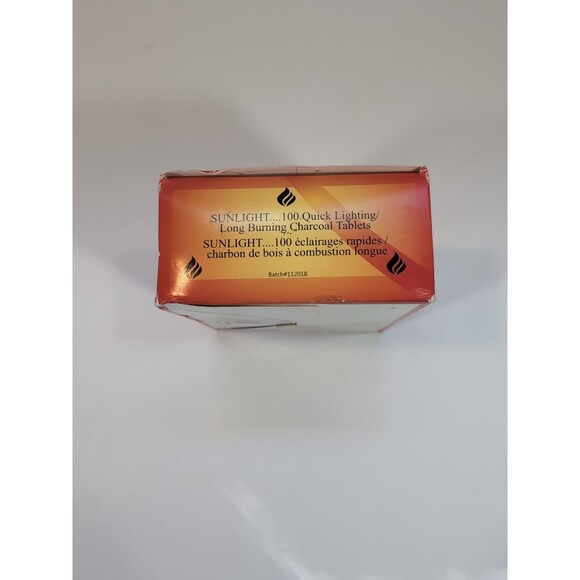 SUNLIGHT....100 Quick Lighting/
Long Burning Charcoal Tablets
SUNLIGHT....100 éclairages rapides /
charbon de bois à combustion longue
Batch#112018